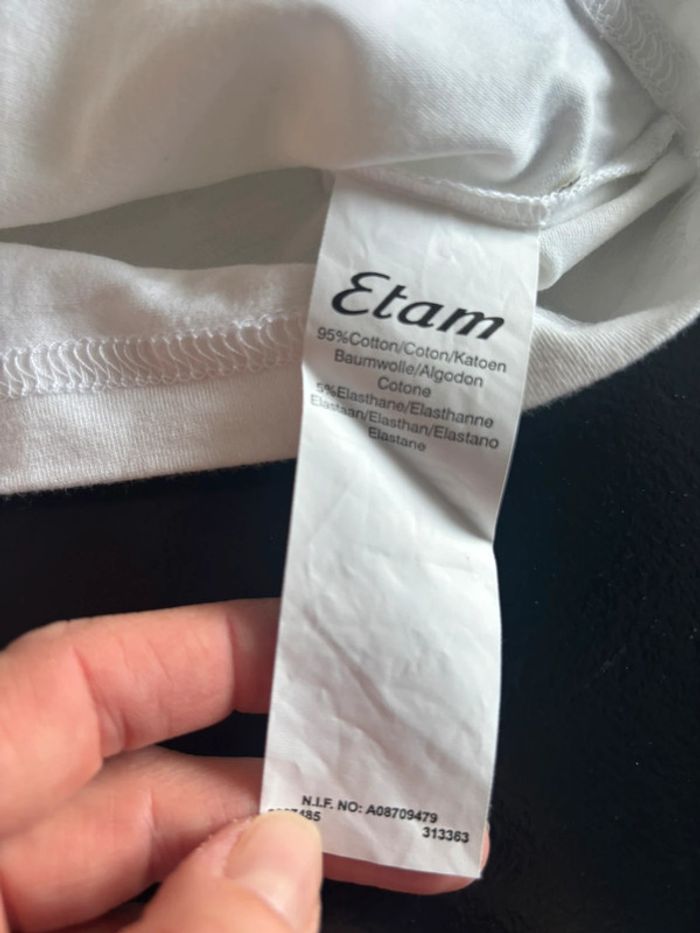 Etam
95%Cotton/Coton/Katoen
Baumwolle/Algodon
Cotone
5%Elasthane/Elasthanne
Elastaan/Elasthan/Elastano
Elastane
N.I.F. NO: A08709479
313363